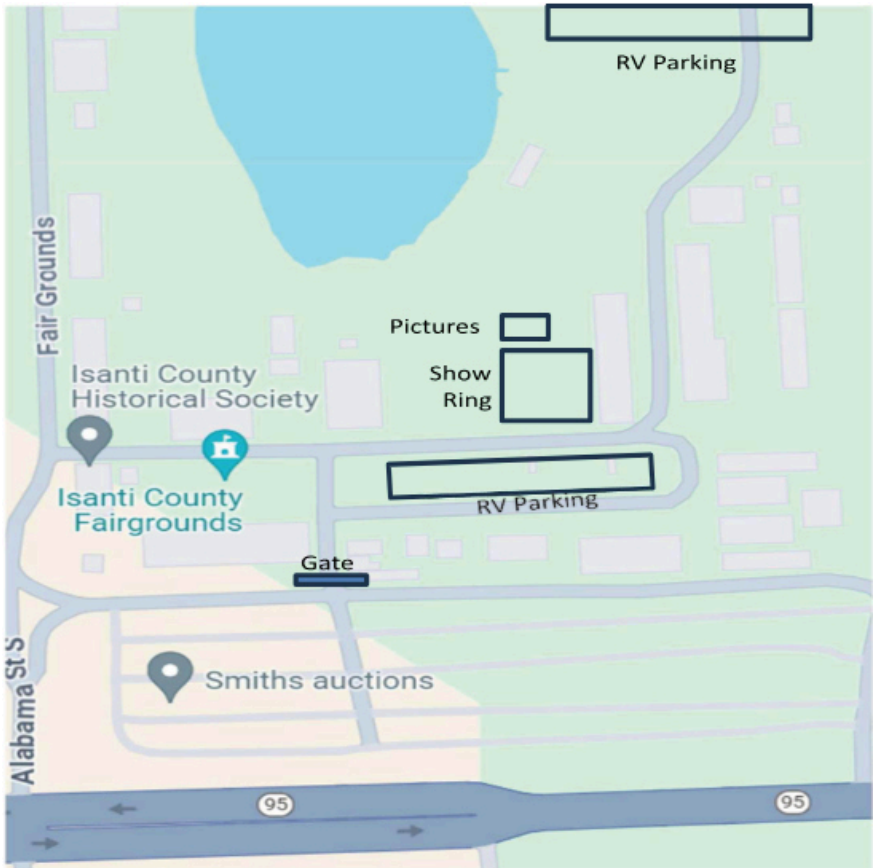 RV Parking
Fair Grounds
Pictures
Show
Ring
Isanti County
Historical Society
Isanti County
Fairgrounds
RV Parking
Gate
Smiths auctions
Alabama St S
95
95